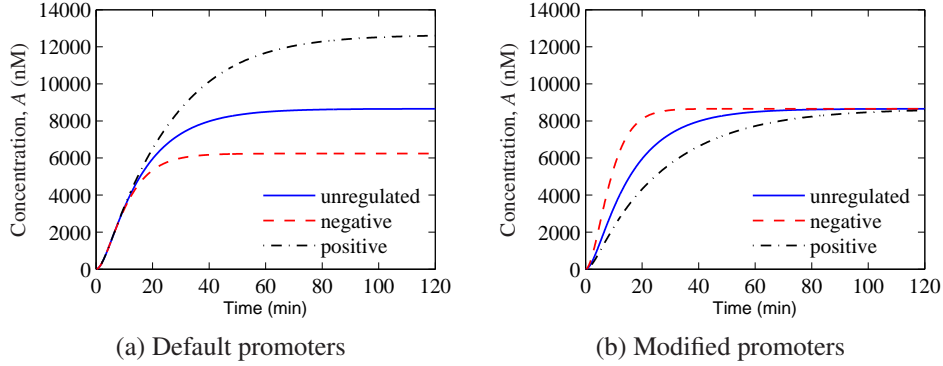 14000
12000
10000
8000
6000
4000
2000
0
Concentration, A (nM)
0 20 40 60 80 100 120
Time (min)
unregulated
negative
positive
(a) Default promoters
14000
12000
10000
8000
6000
4000
2000
0
Concentration, A (nM)
0 20 40 60 80 100 120
Time (min)
unregulated
negative
positive
(b) Modified promoters